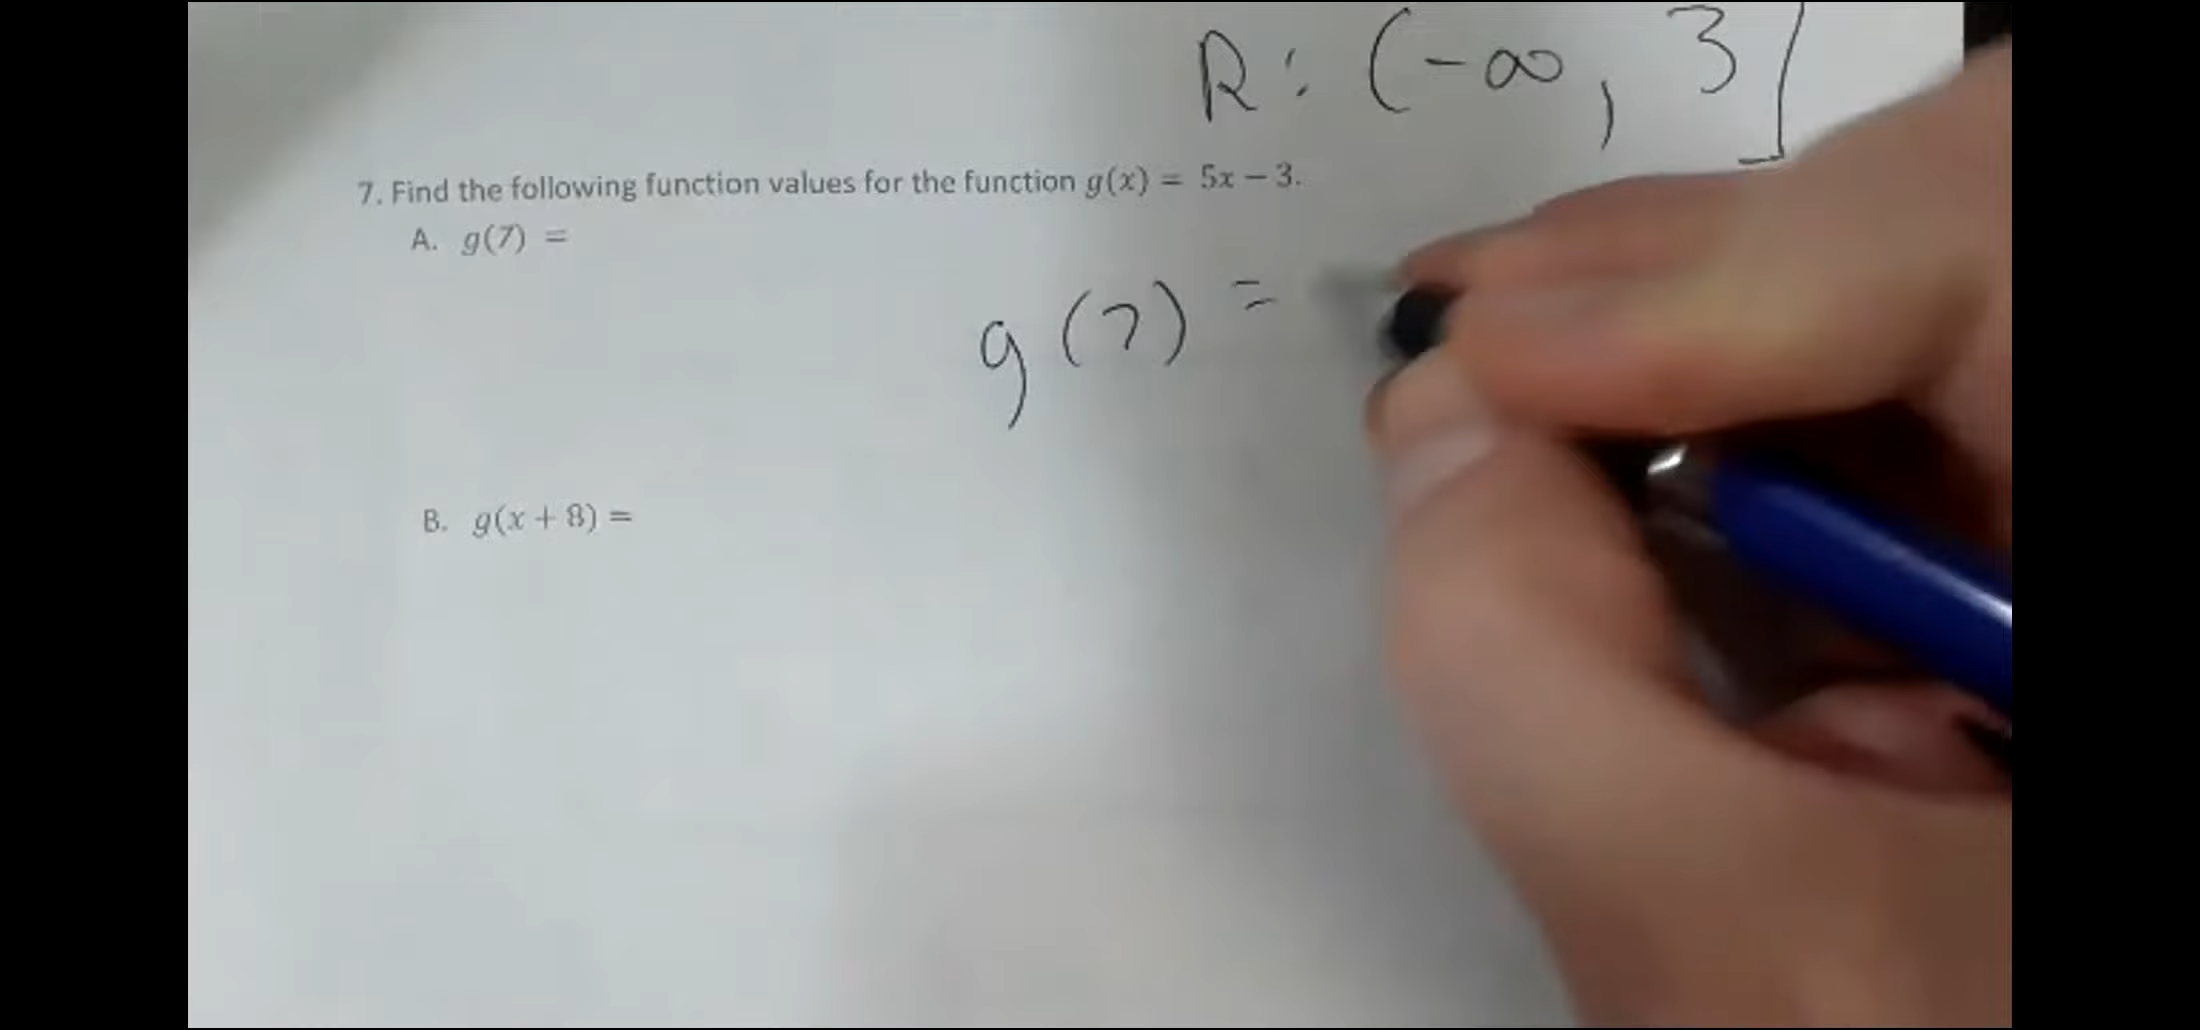 R: (-∞, 3]
7. Find the following function values for the function g(x) = 5x − 3.
A. g(7) =
g(7) =
B. g(x + 8) =